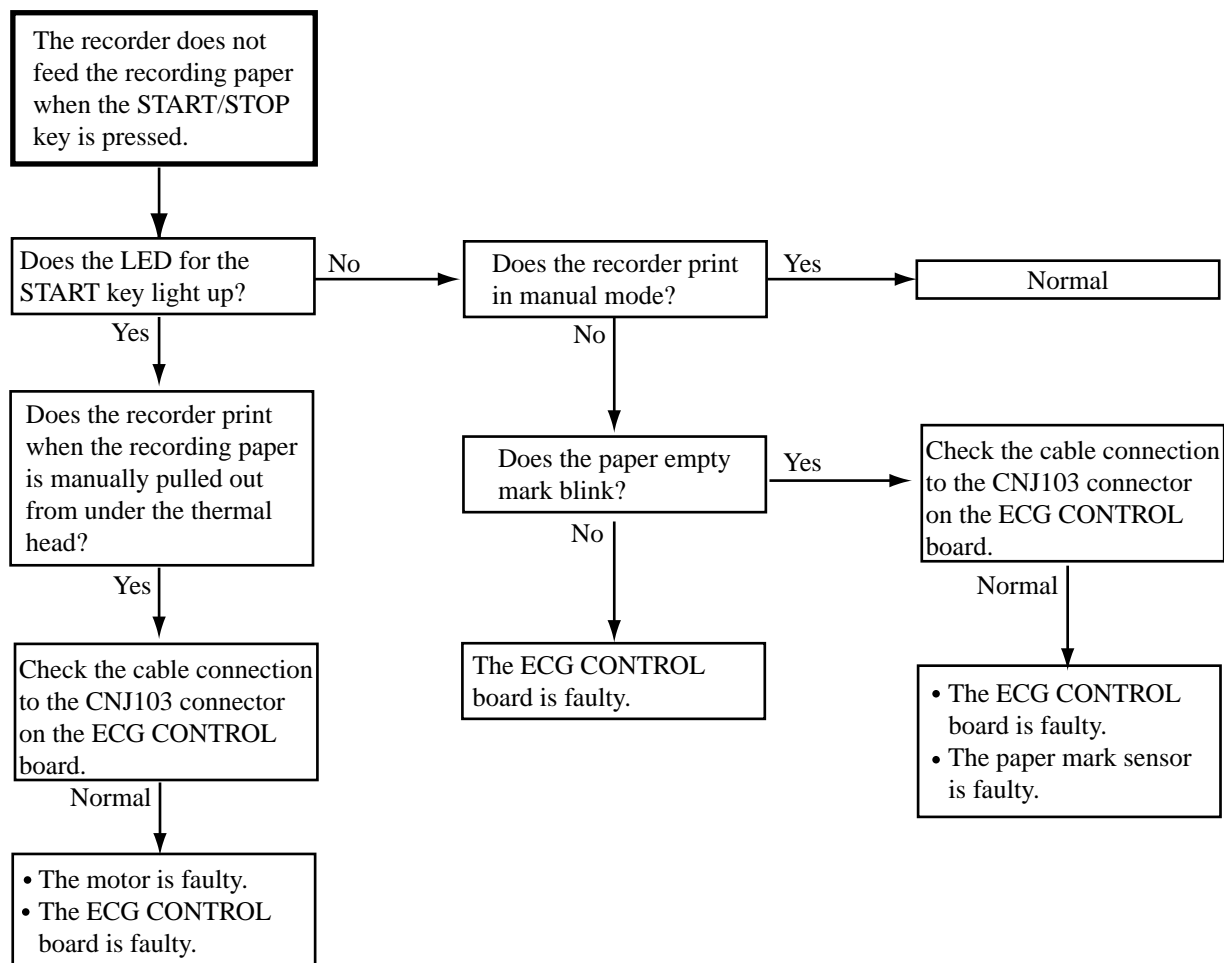 The recorder does not
feed the recording paper
when the START/STOP
key is pressed.
Does the LED for the
START key light up?
No
Does the recorder print
in manual mode?
Yes
Normal
Yes
No
Does the recorder print
when the recording paper
is manually pulled out
from under the thermal
head?
Does the paper empty
mark blink?
Yes
Check the cable connection
to the CNJ103 connector
on the ECG CONTROL
board.
Yes
No
Normal
Check the cable connection
to the CNJ103 connector
on the ECG CONTROL
board.
The ECG CONTROL
board is faulty.
• The ECG CONTROL
board is faulty.
• The paper mark sensor
is faulty.
Normal
• The motor is faulty.
• The ECG CONTROL
board is faulty.